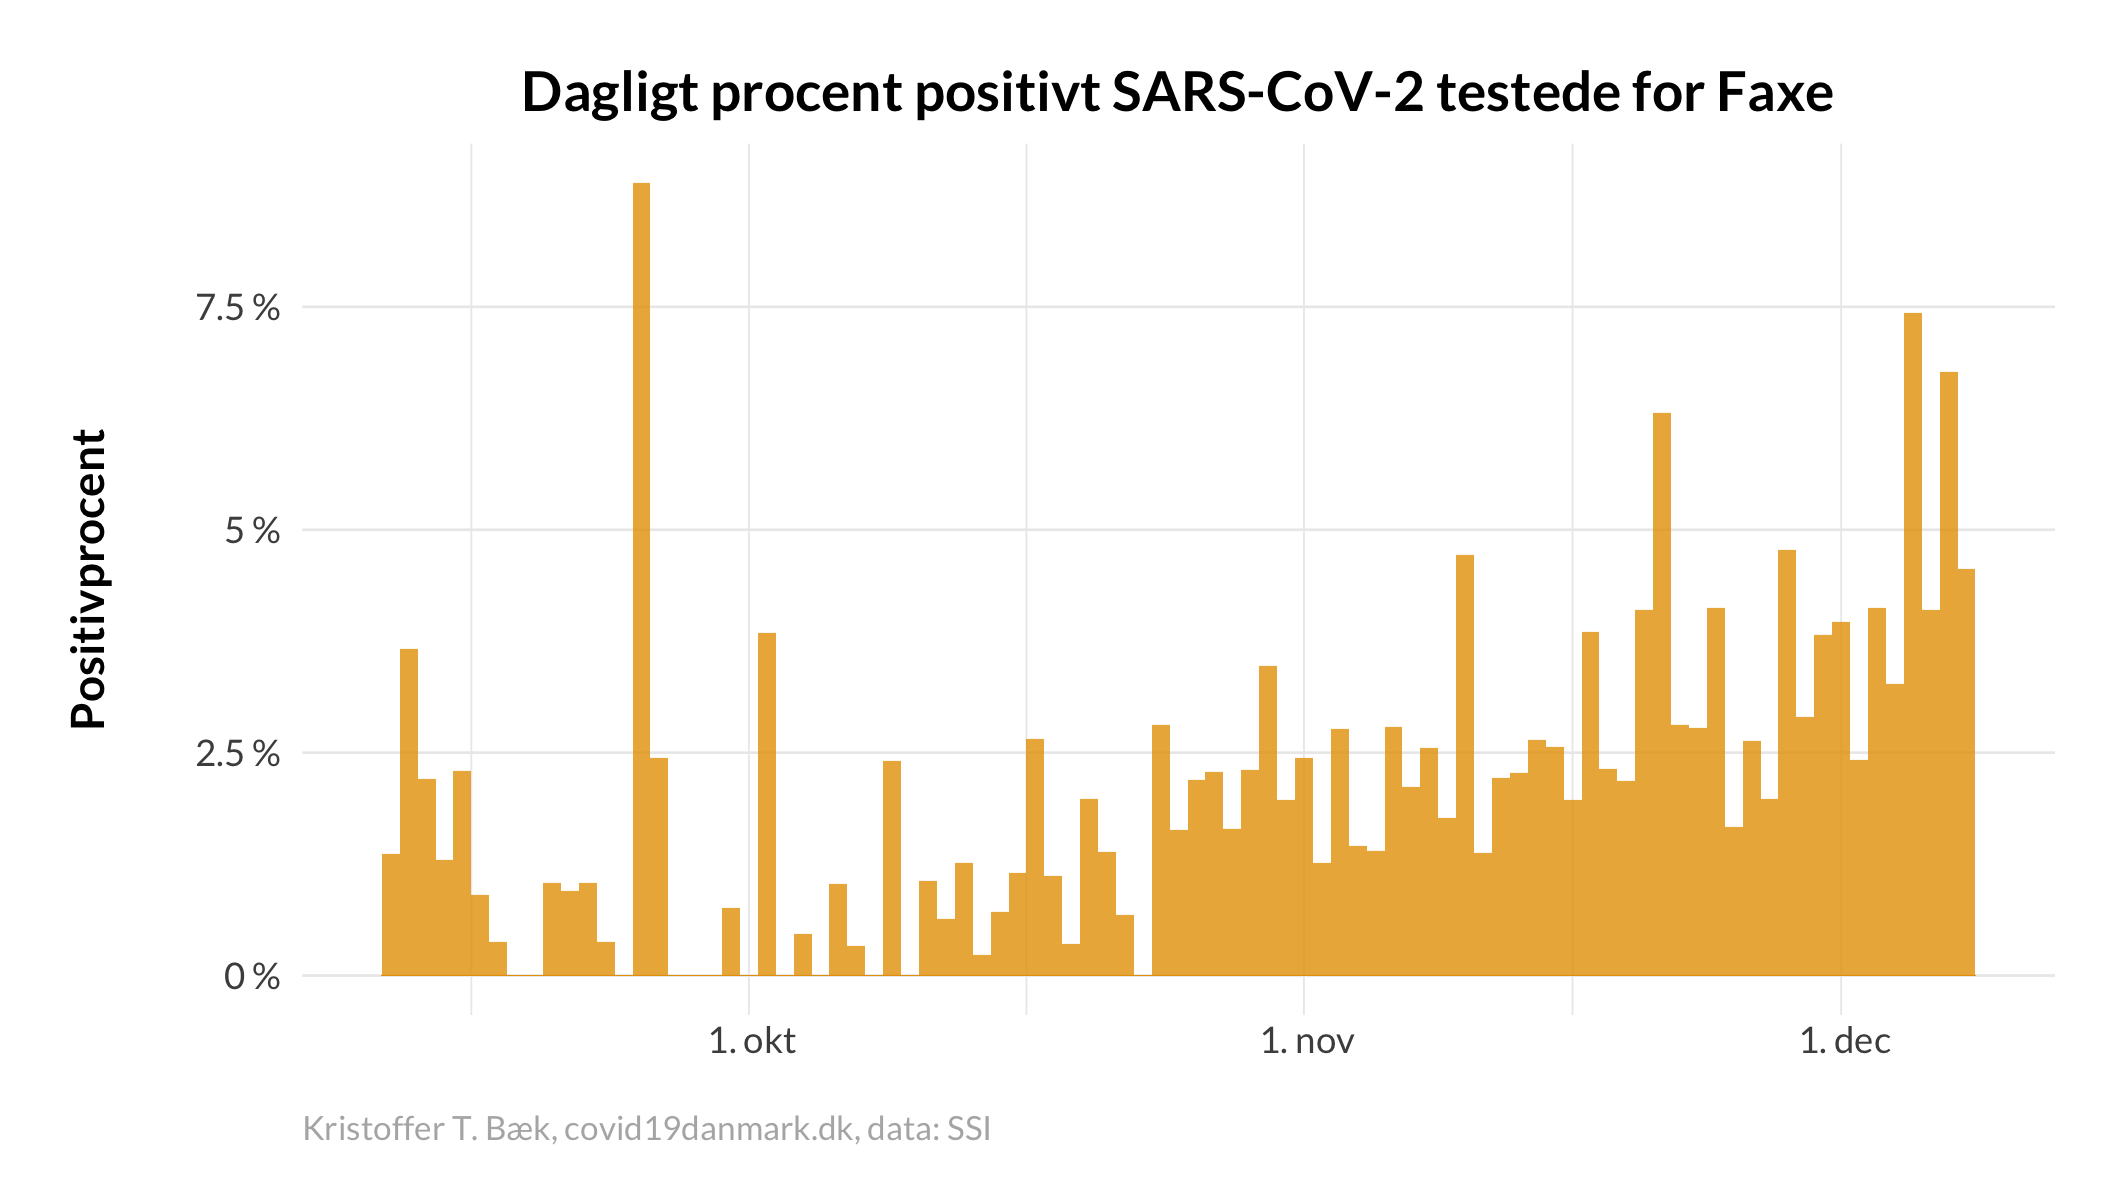 Dagligt procent positivt SARS-CoV-2 testede for Faxe
Positivprocent
7.5 %
5 %
2.5 %
0 %
1. okt
1. nov
1. dec
Kristoffer T. Bæk, covid19danmark.dk, data: SSI